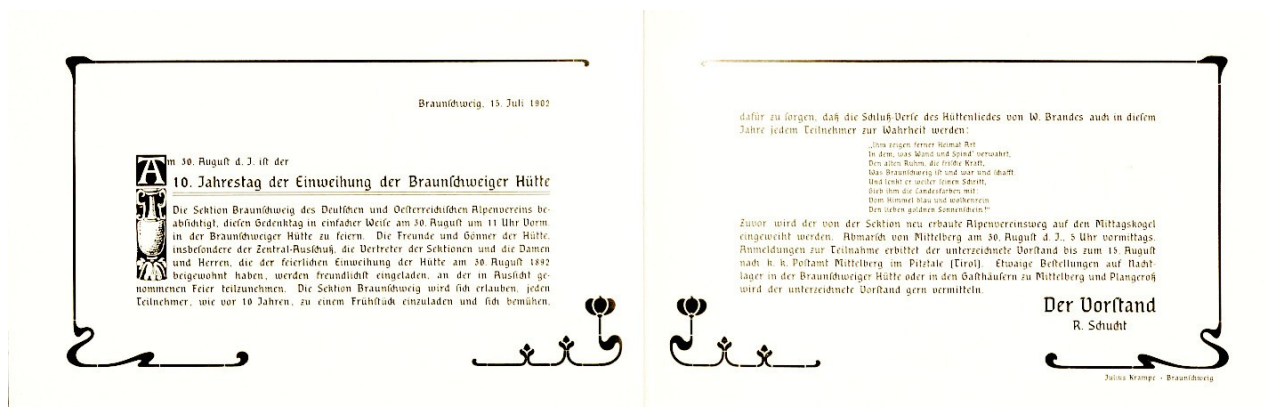 Braunſchweig, 15. Juli 1902
Am 30. Auguſt d. J. iſt der
10. Jahrestag der Einweihung der Braunſchweiger Hütte
Die Sektion Braunſchweig des Deutſchen und Oeſterreichiſchen Alpenvereins be-
abſichtigt, dieſen Gedenktag in einfacher Weiſe am 30. Auguſt um 11 Uhr Vorm.
in der Braunſchweiger Hütte zu feiern. Die Freunde und Gönner der Hütte,
insbeſondere der Zentral-Ausſchuß, die Vertreter der Sektionen und die Damen
und Herren, die der feierlichen Einweihung der Hütte am 30. Auguſt 1892
beigewohnt haben, werden freundlichſt eingeladen, an der in Ausſicht ge-
nommenen Feier teilzunehmen. Die Sektion Braunſchweig wird ſich erlauben, jeden
Teilnehmer, wie vor 10 Jahren, zu einem Frühſtück einzuladen und ſich bemühen,
dafür zu ſorgen, daß die Schluß-Verſe des Hüttenliedes von W. Brandes auch in dieſem
Jahre jedem Teilnehmer zur Wahrheit werden:
„Ihm zeigen ferner Heimat Art
In dem, was Wand und Spind' verwahrt,
Den alten Ruhm, die friſche Kraft,
Was Braunſchweig iſt und war und ſchafft.
Und lenkt er weiter ſeinen Schritt,
Gieb ihm die Landesfarben mit:
Dom Himmel blau und wolkenrein
Den lieben goldnen Sonnenſchein!"
Zuvor wird der von der Sektion neu erbaute Alpenvereinsweg auf den Mittagskogel
eingeweiht werden. Abmarſch von Mittelberg am 30. Auguſt d. J., 5 Uhr vormittags.
Anmeldungen zur Teilnahme erbittet der unterzeichnete Vorſtand bis zum 15. Auguſt
nach k. k. Poſtamt Mittelberg im Pitztale (Tirol). Etwaige Beſtellungen auf Nacht-
lager in der Braunſchweiger Hütte oder in den Gaſthäuſern zu Mittelberg und Plangeroß
wird der unterzeichnete Vorſtand gern vermitteln.
Der Vorſtand
R. Schucht
Julius Krampe - Braunſchweig